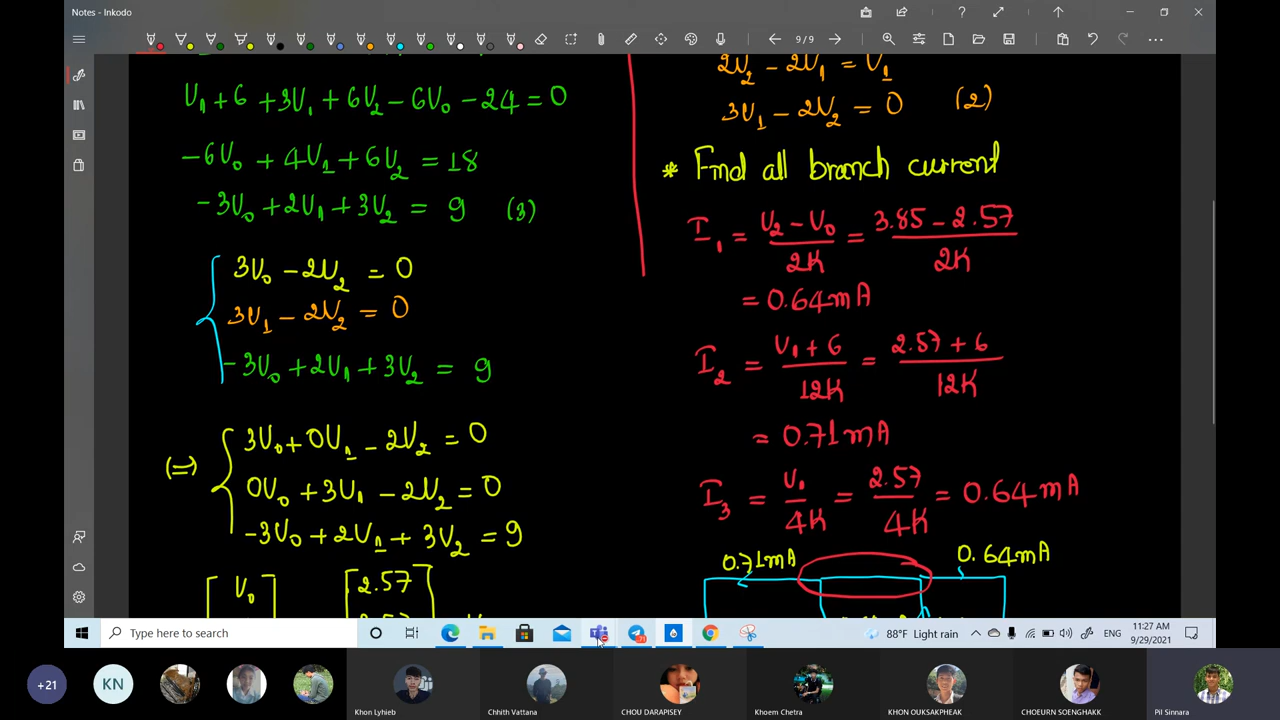 Notes - Inkodo
9/9
V₁ + 6 + 3V₁ + 6V₂ - 6V₀ - 24 = 0
-6V₀ + 4V₁ + 6V₂ = 18
-3V₀ + 2V₁ + 3V₂ = 9 (3)
3V₀ - 2V₂ = 0
3V₁ - 2V₂ = 0
-3V₀ + 2V₁ + 3V₂ = 9
(=) 3V₀ + 0V₁ - 2V₂ = 0
0V₀ + 3V₁ - 2V₂ = 0
-3V₀ + 2V₁ + 3V₂ = 9
V₀ 2.57
2V₂ - 2V₁ = V₁
3V₁ - 2V₂ = 0 (2)
* Find all branch current
I₁ = (V₂ - V₀)/2K = (3.85 - 2.57)/2K
= 0.64mA
I₂ = (V₁ + 6)/12K = (2.57 + 6)/12K
= 0.71mA
I₃ = V₁/4K = 2.57/4K = 0.64mA
0.71mA 0.64mA
Type here to search
88°F Light rain
ENG
11:27 AM
9/29/2021
+21
KN
Khon Lyhieb
Chhith Vattana
CHOU DARAPISEY
Khoem Chetra
KHON OUKSAKPHEAK
CHOEURN SOENGHAKK
Pil Sinnara